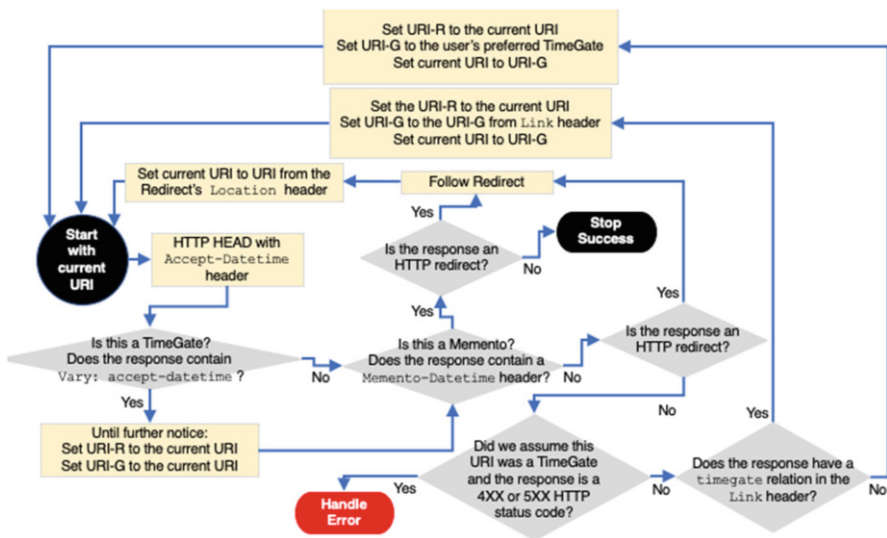 Set URI-R to the current URI
Set URI-G to the user's preferred TimeGate
Set current URI to URI-G
Set the URI-R to the current URI
Set URI-G to the URI-G from Link header
Set current URI to URI-G
Set current URI to URI from the
Redirect's Location header
Follow Redirect
Start
with
current
URI
HTTP HEAD with
Accept-Datetime
header
Yes
Is the response an
HTTP redirect?
No
Stop
Success
Is this a TimeGate?
Does the response contain
Vary: accept-datetime ?
No
Yes
Yes
Is this a Memento?
Does the response contain a
Memento-Datetime header?
No
Yes
Is the response an
HTTP redirect?
No
Until further notice:
Set URI-R to the current URI
Set URI-G to the current URI
Did we assume this
URI was a TimeGate
and the response is a
4XX or 5XX HTTP
status code?
Yes
No
Handle
Error
Yes
Does the response have a
timegate relation in the
Link header?
No